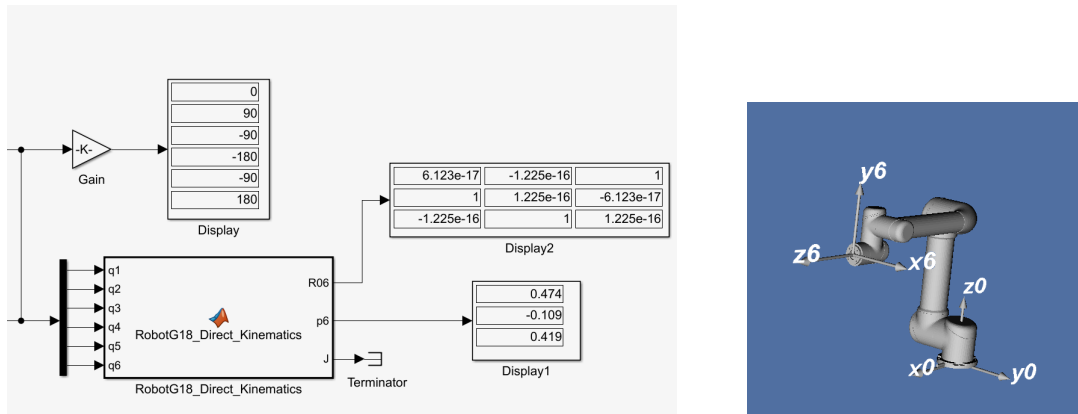 0
90
-90
-180
-90
180
-K-
Gain
Display
6.123e-17 -1.225e-16 1
1 1.225e-16 -6.123e-17
-1.225e-16 1 1.225e-16
Display2
q1
q2
q3
q4
q5
q6
RobotG18_Direct_Kinematics
R06
p6
J
RobotG18_Direct_Kinematics
Terminator
0.474
-0.109
0.419
Display1
y6
z6
x6
z0
x0
y0